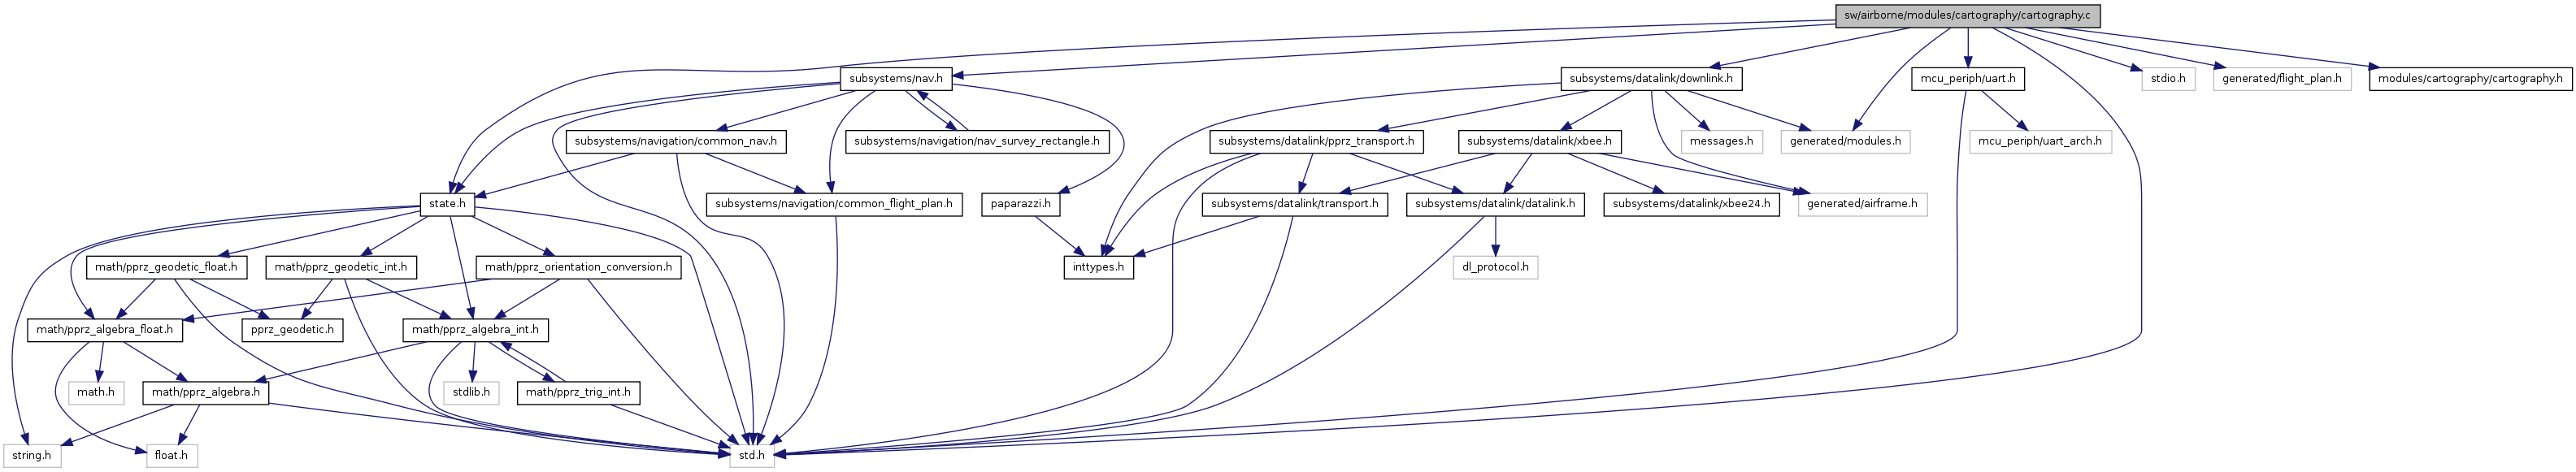 sw/airborne/modules/cartography/cartography.c
subsystems/nav.h
subsystems/datalink/downlink.h
mcu_periph/uart.h
stdio.h
generated/flight_plan.h
modules/cartography/cartography.h
subsystems/navigation/common_nav.h
subsystems/navigation/nav_survey_rectangle.h
subsystems/datalink/pprz_transport.h
subsystems/datalink/xbee.h
messages.h
generated/modules.h
mcu_periph/uart_arch.h
state.h
subsystems/navigation/common_flight_plan.h
paparazzi.h
subsystems/datalink/transport.h
subsystems/datalink/datalink.h
subsystems/datalink/xbee24.h
generated/airframe.h
math/pprz_geodetic_float.h
math/pprz_geodetic_int.h
math/pprz_orientation_conversion.h
inttypes.h
dl_protocol.h
math/pprz_algebra_float.h
pprz_geodetic.h
math/pprz_algebra_int.h
math.h
math/pprz_algebra.h
stdlib.h
math/pprz_trig_int.h
string.h
float.h
std.h